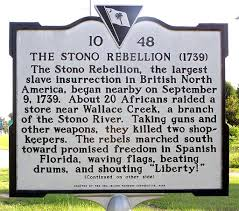 10 48
THE STONO REBELLION (1739)
The Stono Rebellion, the largest
slave insurrection in British North
America, began nearby on September
9, 1739. About 20 Africans raided a
store near Wallace Creek, a branch
of the Stono River. Taking guns and
other weapons, they killed two shop-
keepers. The rebels marched south
toward promised freedom in Spanish
Florida, waving flags, beating
drums, and shouting "Liberty!"
(Continued on other side)